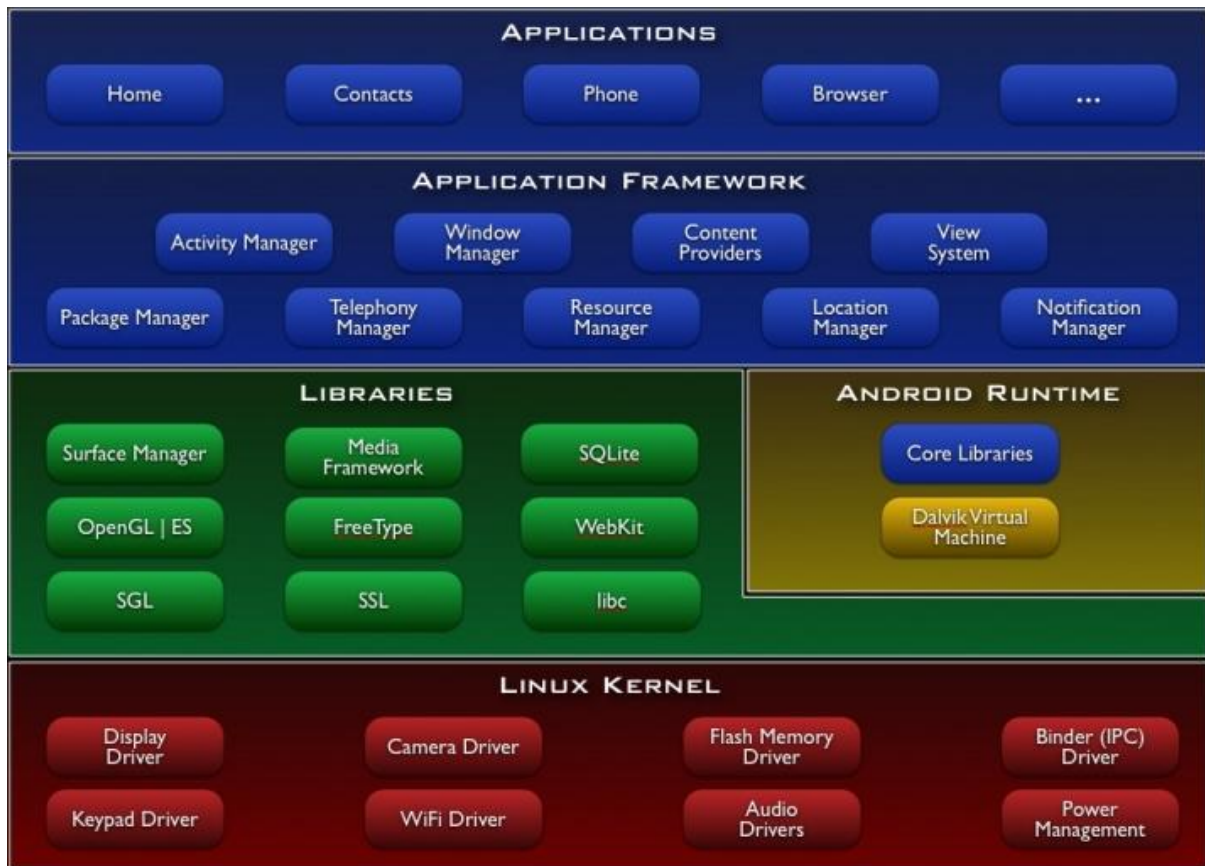 APPLICATIONS
Home
Contacts
Phone
Browser
...
APPLICATION FRAMEWORK
Activity Manager
Window
Manager
Content
Providers
View
System
Package Manager
Telephony
Manager
Resource
Manager
Location
Manager
Notification
Manager
LIBRARIES
Surface Manager
Media
Framework
SQLite
OpenGL | ES
FreeType
WebKit
SGL
SSL
libc
ANDROID RUNTIME
Core Libraries
Dalvik Virtual
Machine
LINUX KERNEL
Display
Driver
Camera Driver
Flash Memory
Driver
Binder (IPC)
Driver
Keypad Driver
WiFi Driver
Audio
Drivers
Power
Management